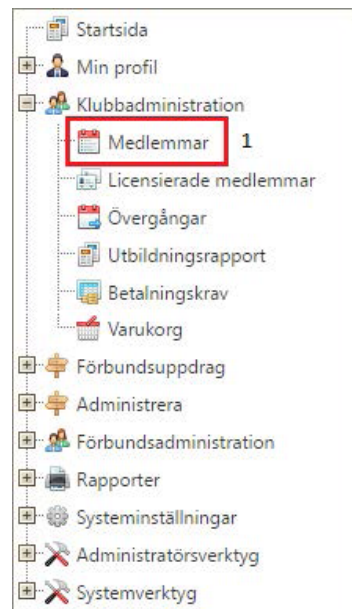 Startsida
Min profil
Klubbadministration
Medlemmar 1
Licensierade medlemmar
Övergångar
Utbildningsrapport
Betalningskrav
Varukorg
Förbundsuppdrag
Administrera
Förbundsadministration
Rapporter
Systeminställningar
Administratörsverktyg
Systemverktyg